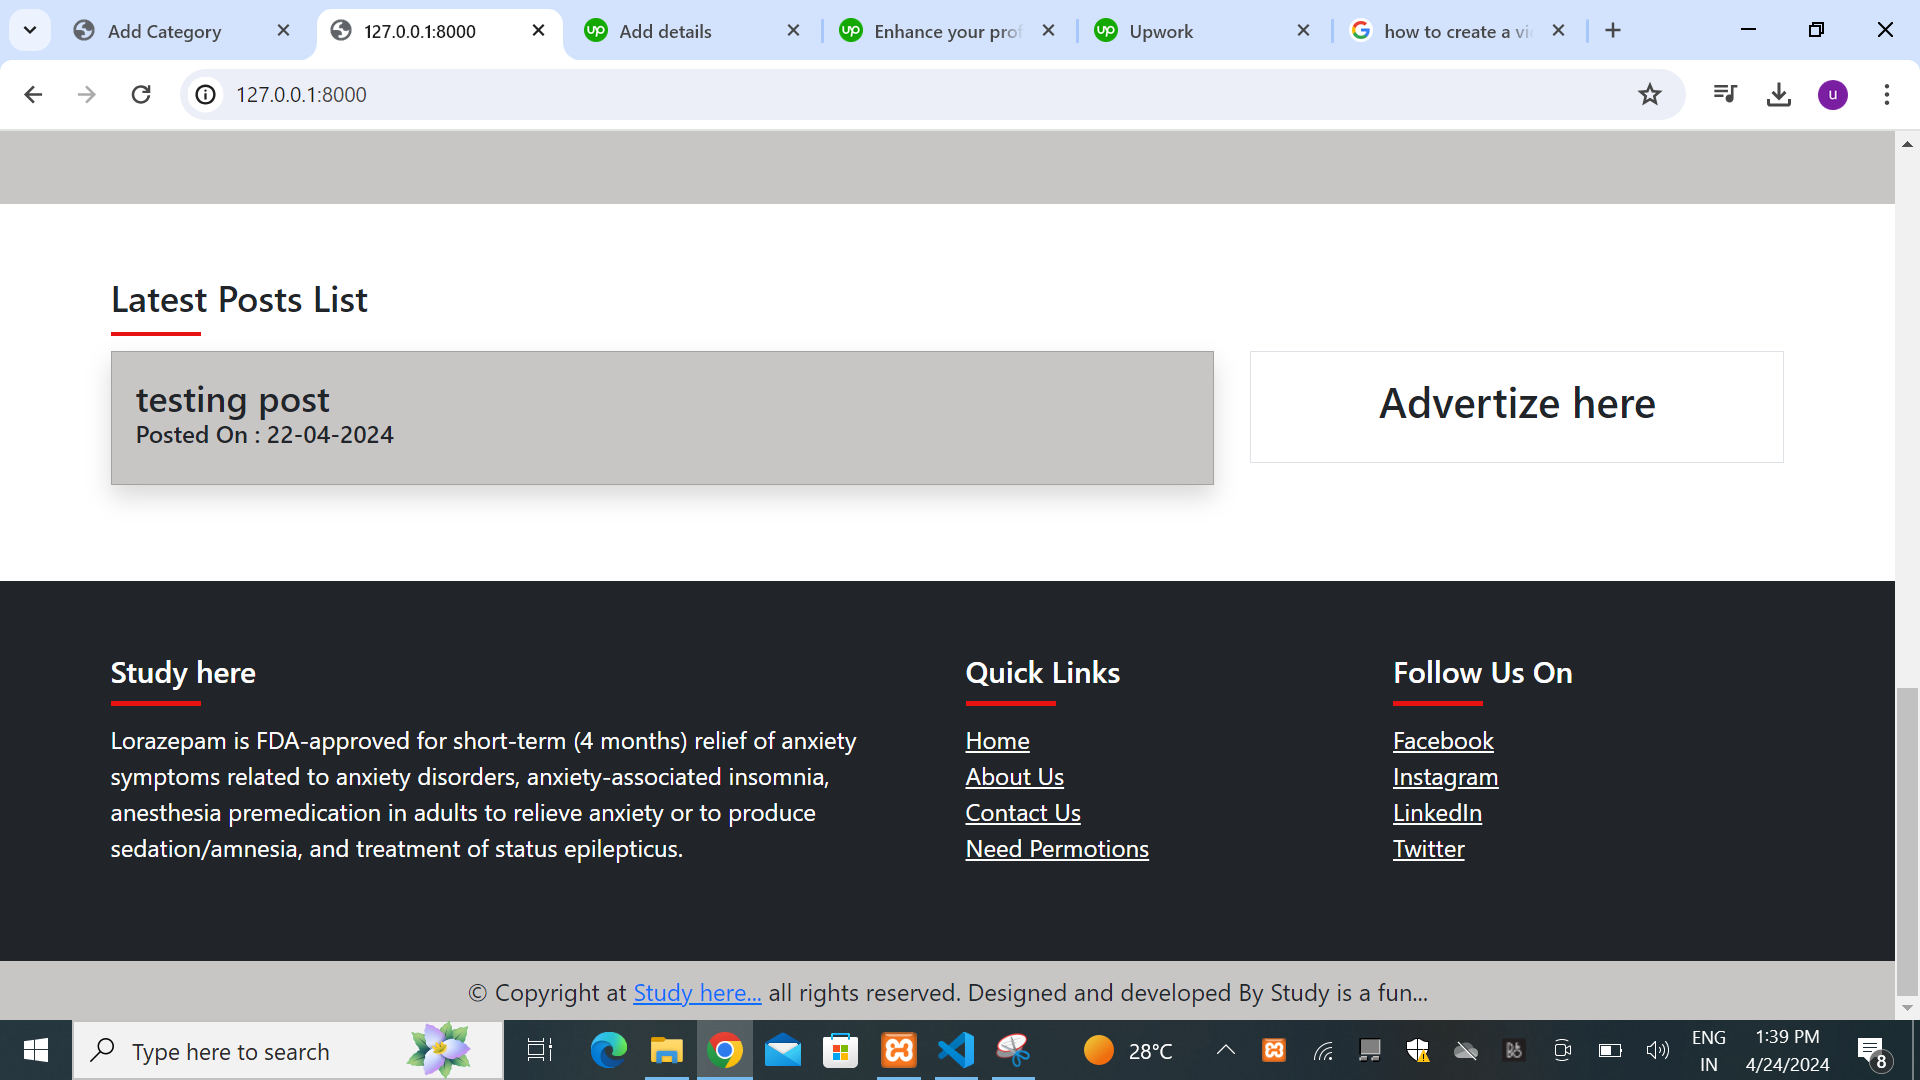 Add Category
127.0.0.1:8000
Add details
Enhance your prof
Upwork
how to create a vi
127.0.0.1:8000
u
Latest Posts List
testing post
Posted On : 22-04-2024
Advertize here
Study here
Lorazepam is FDA-approved for short-term (4 months) relief of anxiety
symptoms related to anxiety disorders, anxiety-associated insomnia,
anesthesia premedication in adults to relieve anxiety or to produce
sedation/amnesia, and treatment of status epilepticus.
Quick Links
Home
About Us
Contact Us
Need Permotions
Follow Us On
Facebook
Instagram
LinkedIn
Twitter
© Copyright at Study here... all rights reserved. Designed and developed By Study is a fun...
Type here to search
28°C
ENG
IN
1:39 PM
4/24/2024
8